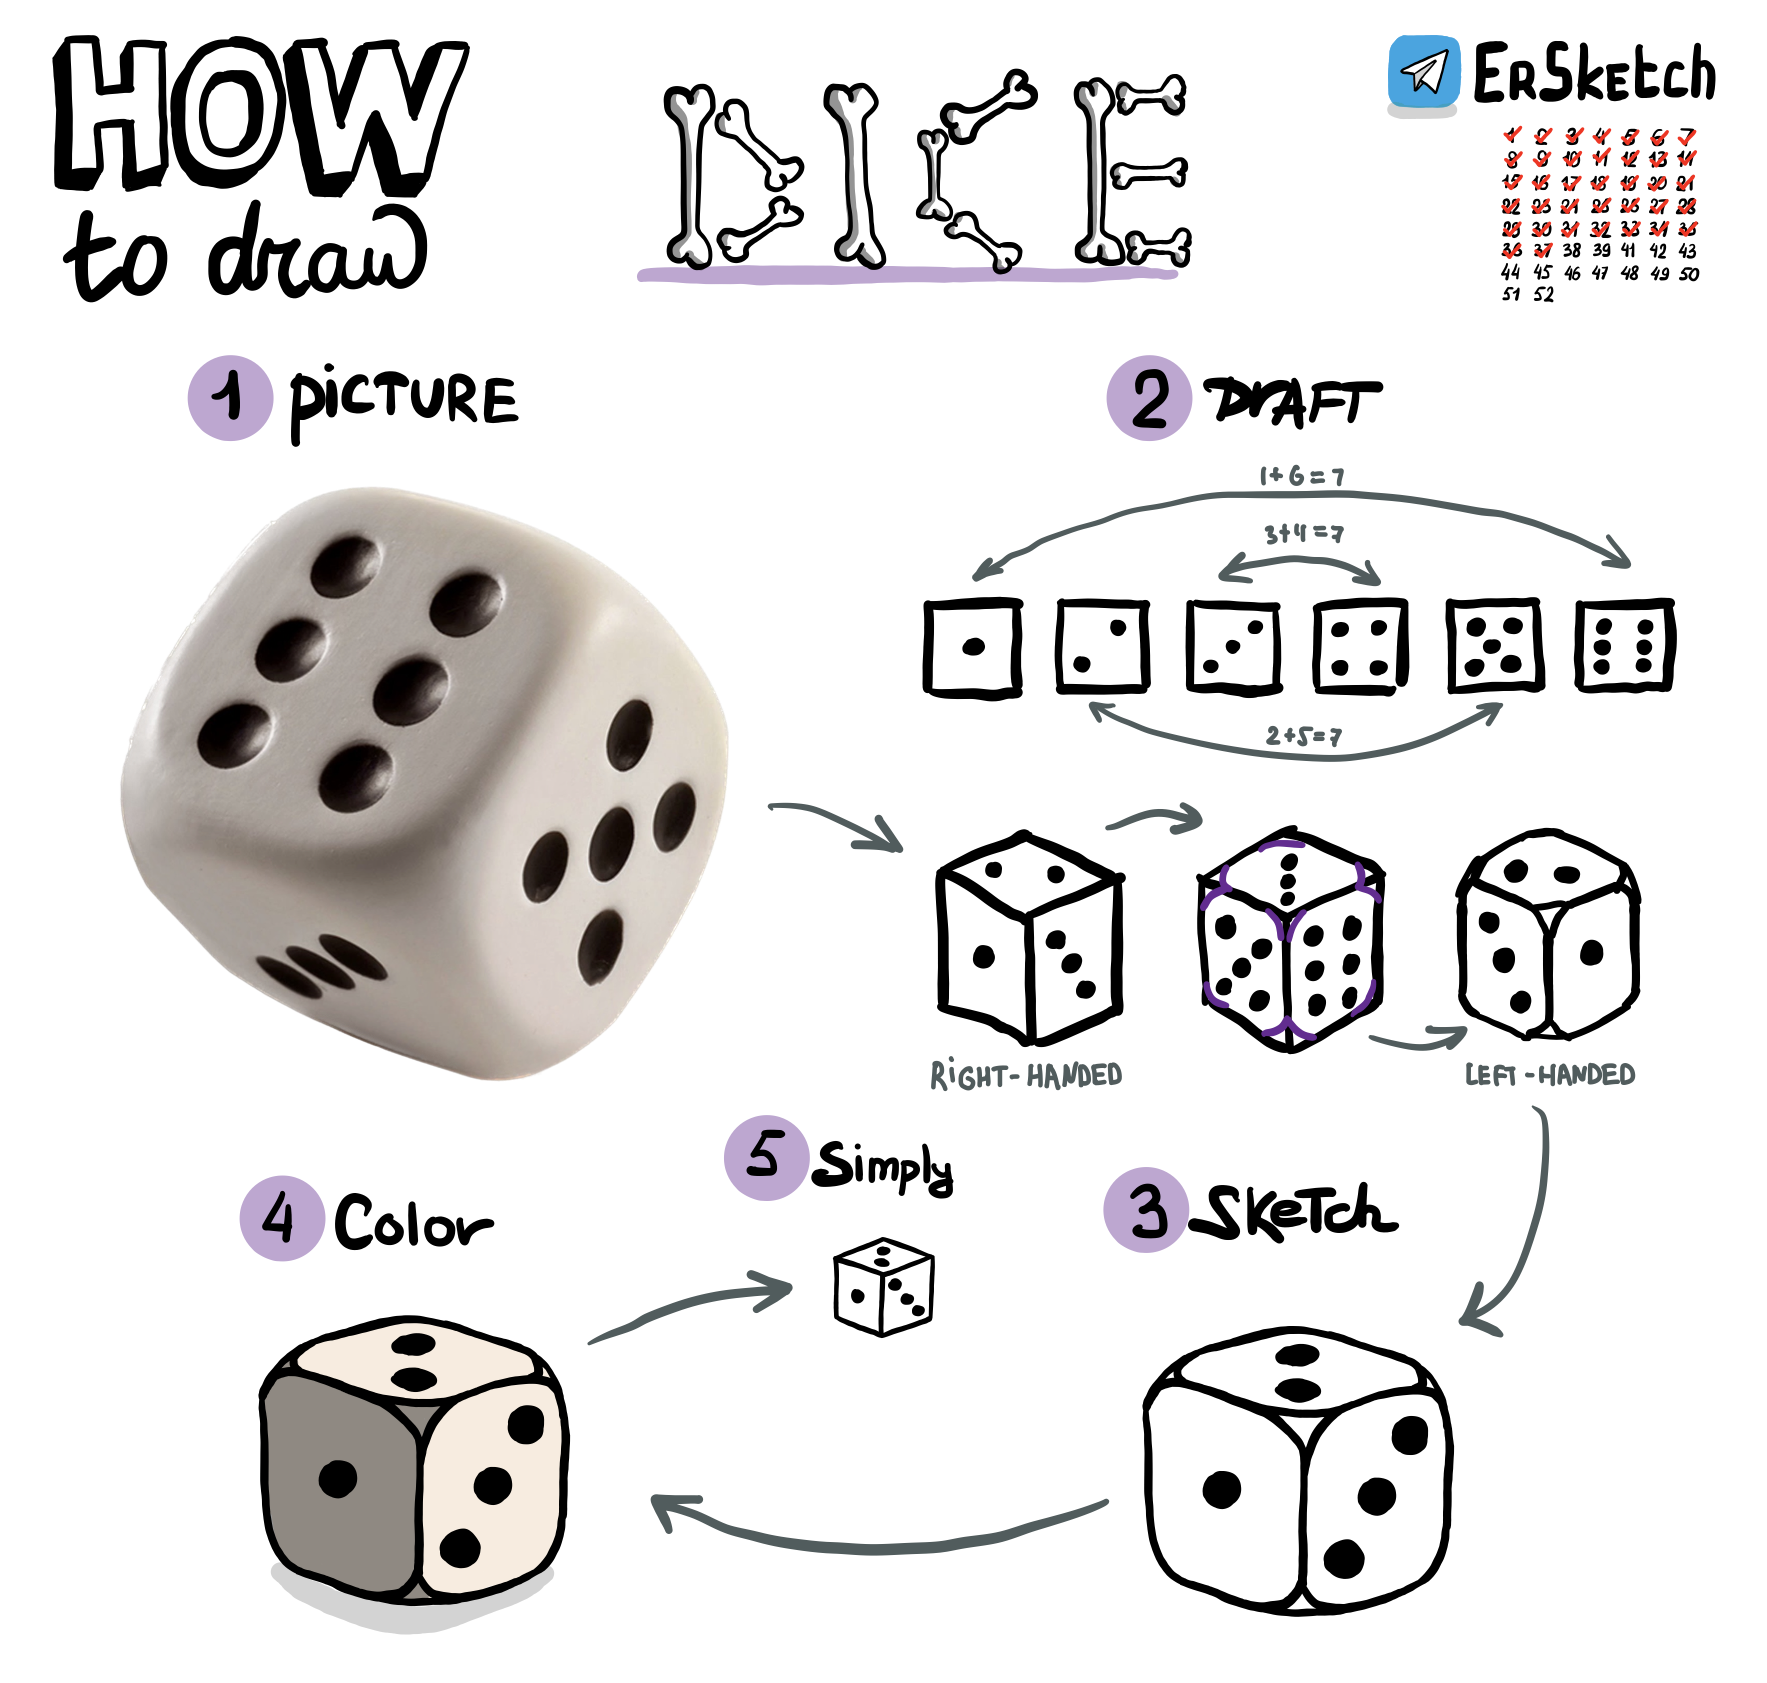 HOW
to draw
DICE
ErSketch
1 2 3 4 5 6 7
8 9 10 11 12 13 14
15 16 17 18 19 20 21
22 23 21 25 26 27 28
29 30 31 32 33 34 35
36 37 38 39 41 42 43
44 45 46 47 48 49 50
51 52
1 PiCTURE
2 DRAFT
1+6=7
3+4=7
2+5=7
RiGHT-HANDED
LEFT-HANDED
5 Simply
4 Color
3 SKeTch